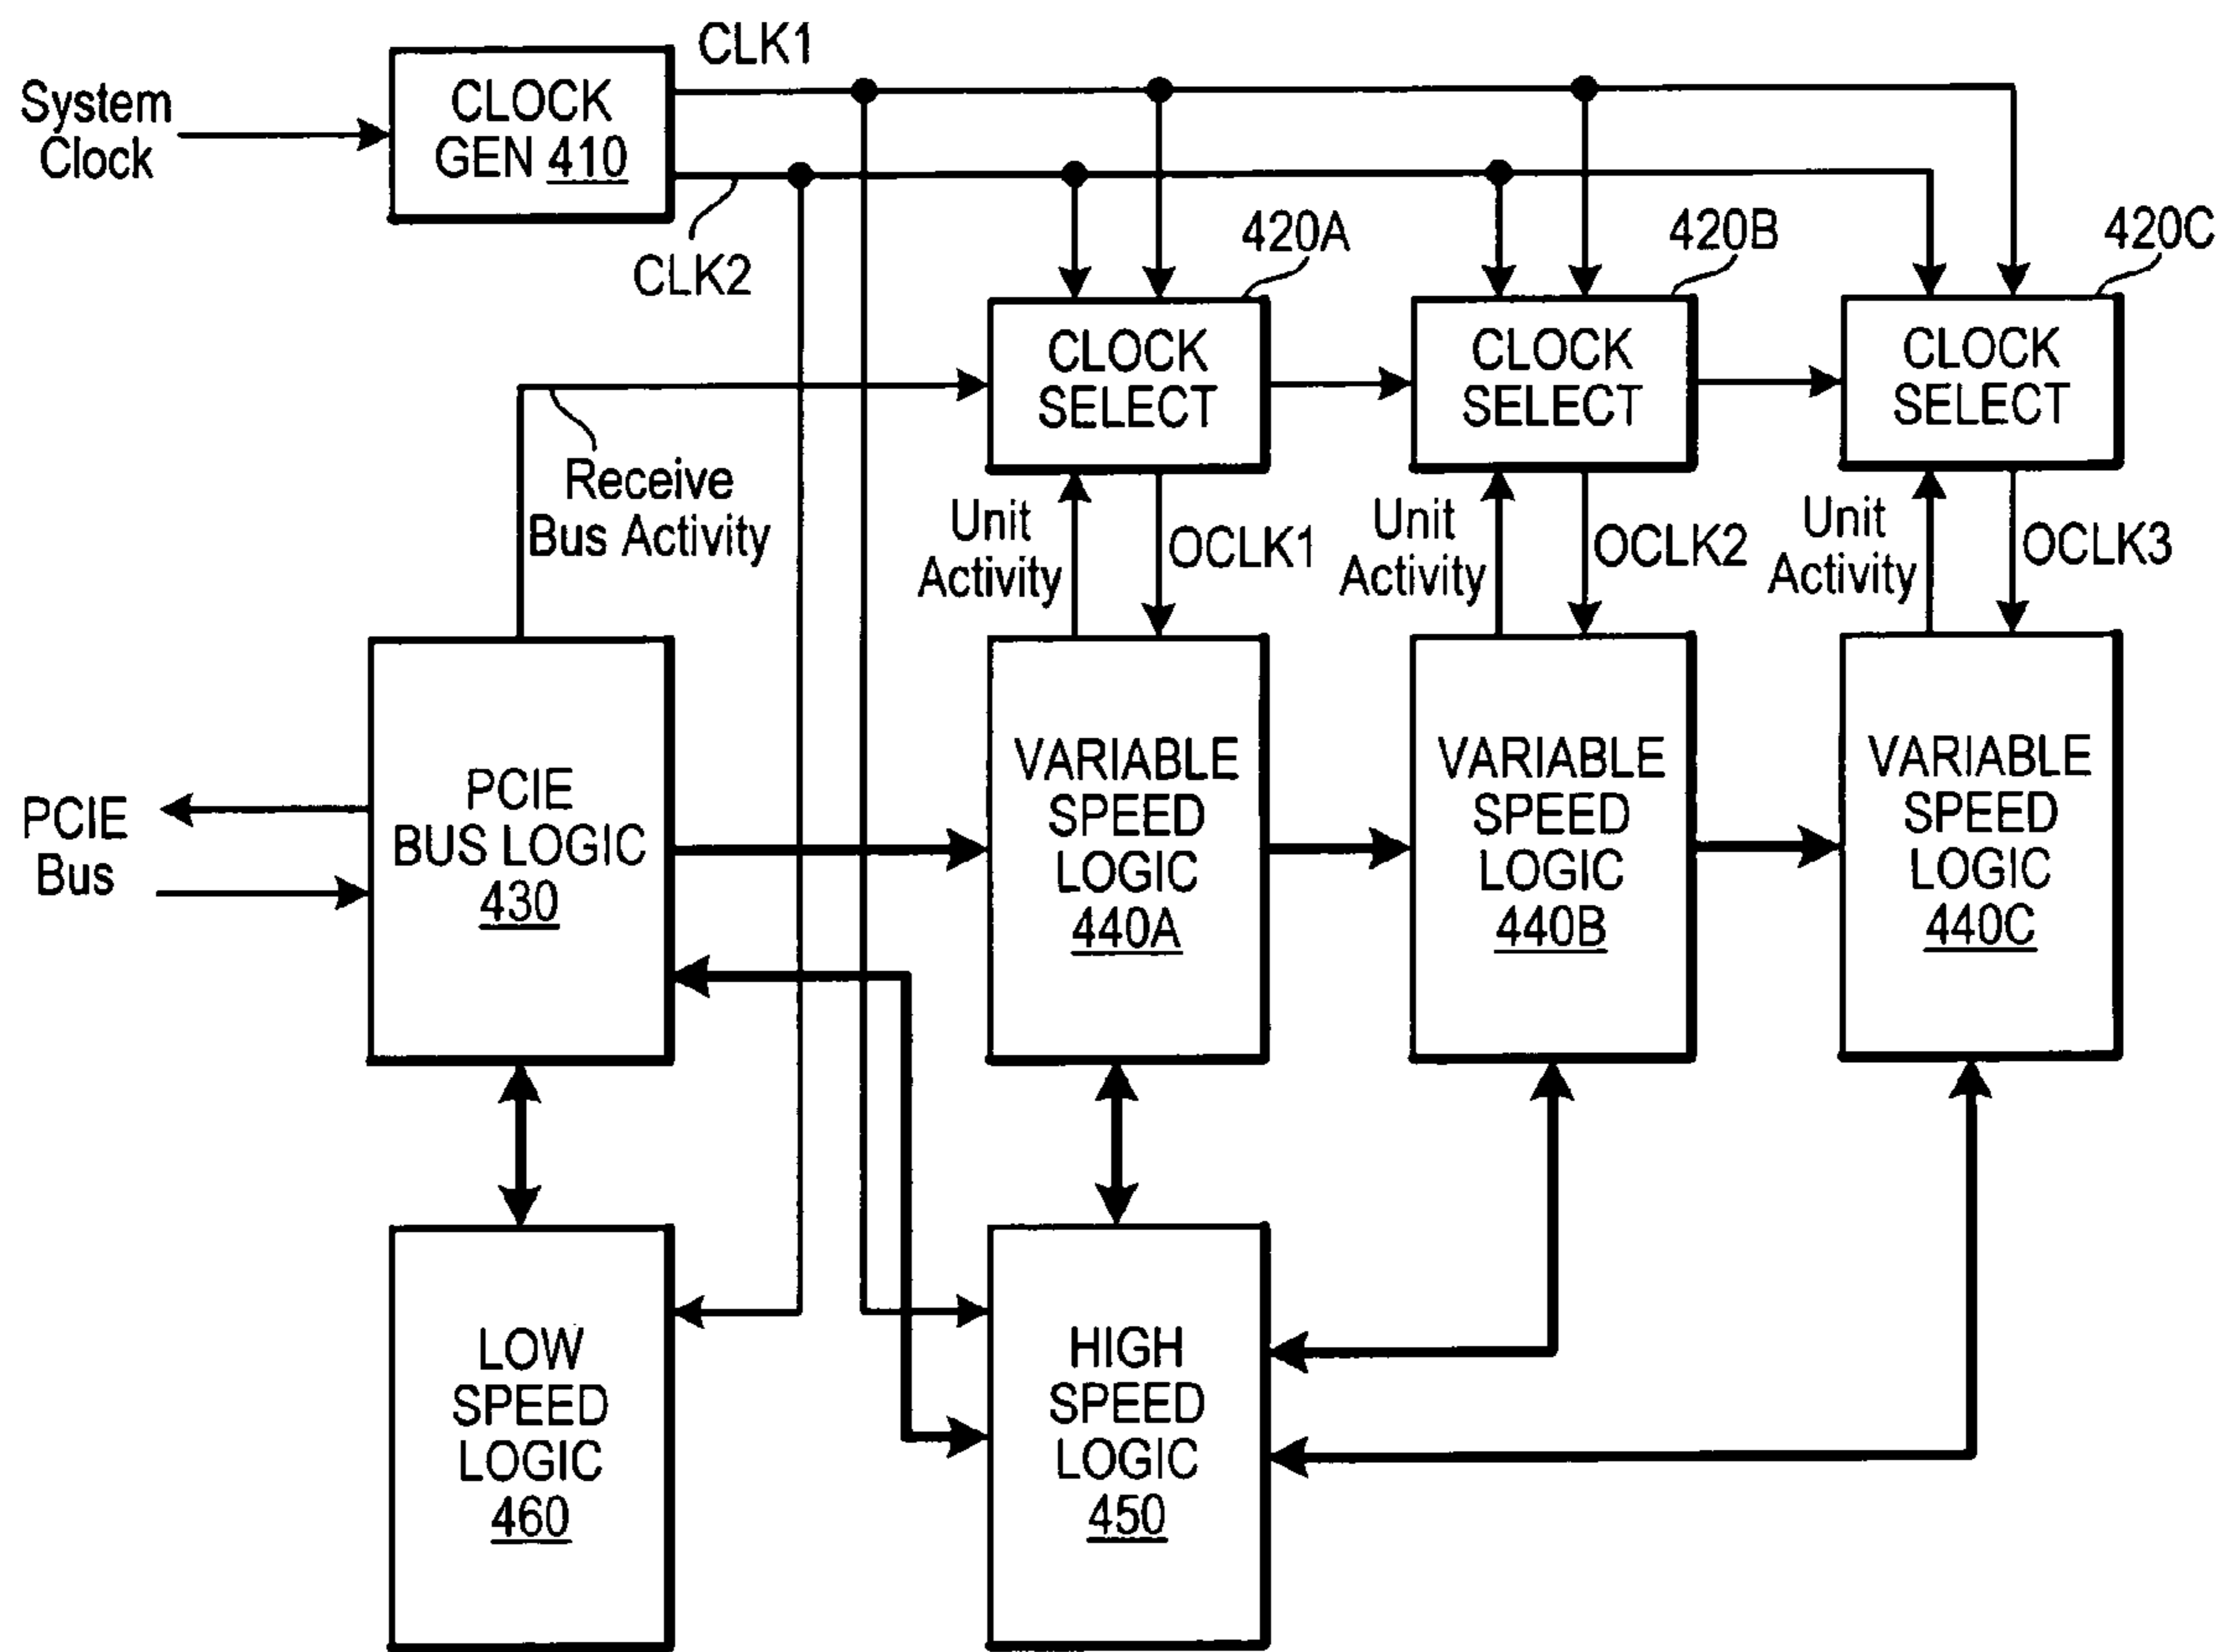 CLK1
System
Clock
CLOCK
GEN 410
CLK2
420A
420B
420C
CLOCK
SELECT
CLOCK
SELECT
CLOCK
SELECT
Receive
Bus Activity
Unit
Activity
OCLK1
Unit
Activity
OCLK2
Unit
Activity
OCLK3
PCIE
Bus
PCIE
BUS LOGIC
430
VARIABLE
SPEED
LOGIC
440A
VARIABLE
SPEED
LOGIC
440B
VARIABLE
SPEED
LOGIC
440C
LOW
SPEED
LOGIC
460
HIGH
SPEED
LOGIC
450